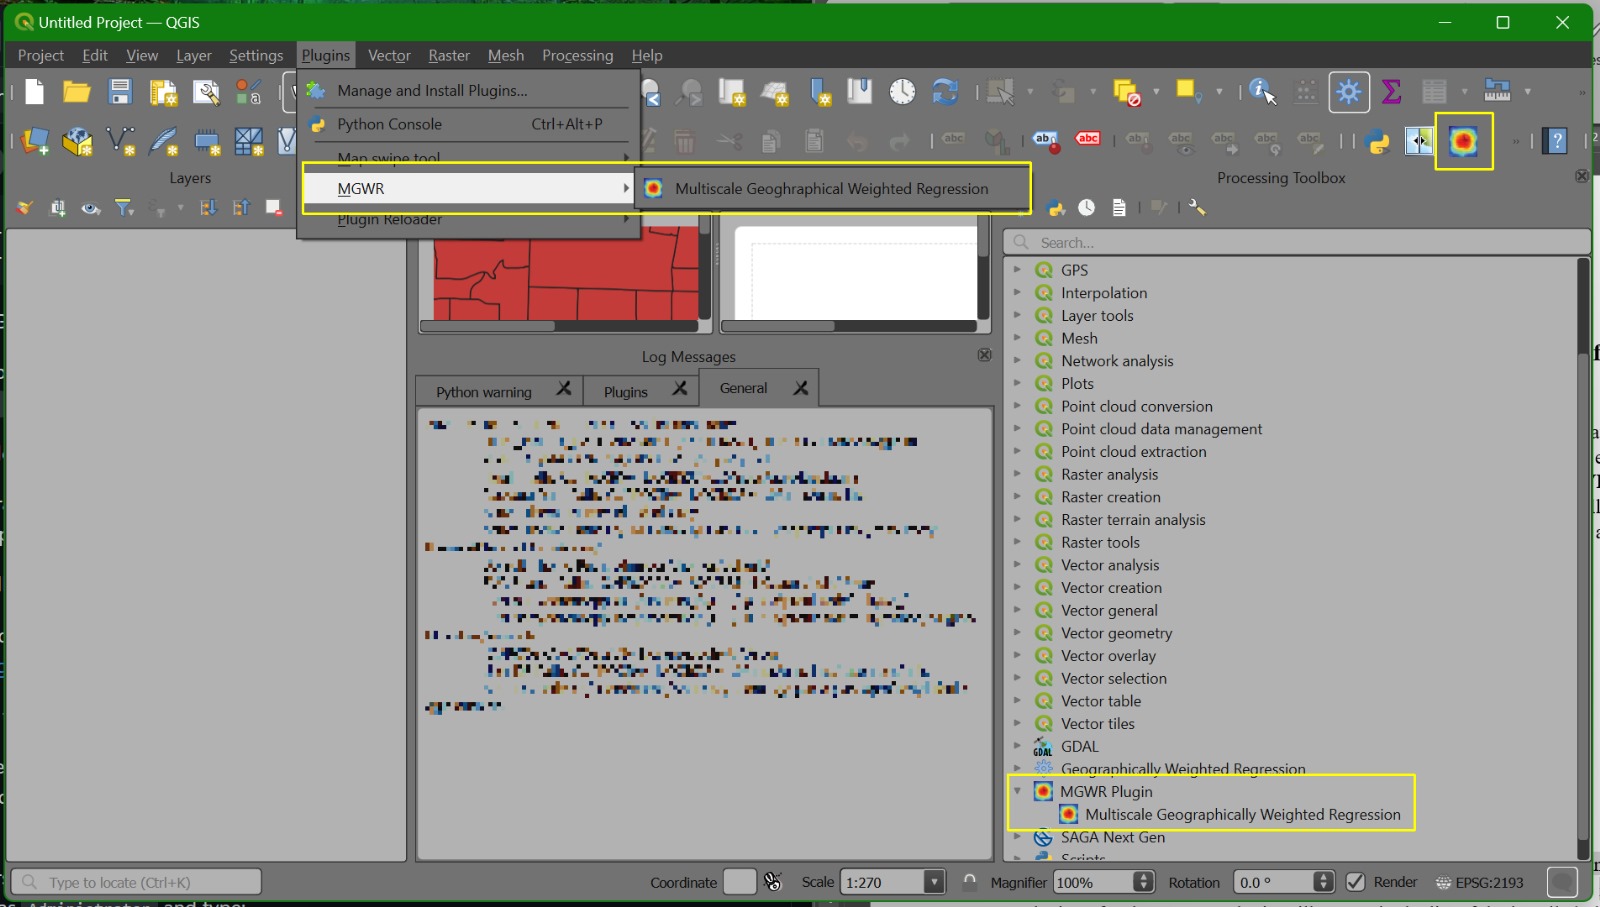 Untitled Project — QGIS
Project Edit View Layer Settings Plugins Vector Raster Mesh Processing Help
Manage and Install Plugins...
Python Console Ctrl+Alt+P
Map swipe tool
MGWR
Multiscale Geoghraphical Weighted Regression
Plugin Reloader
Layers
Processing Toolbox
Search...
GPS
Interpolation
Layer tools
Mesh
Network analysis
Plots
Point cloud conversion
Point cloud data management
Point cloud extraction
Raster analysis
Raster creation
Raster terrain analysis
Raster tools
Vector analysis
Vector creation
Vector general
Vector geometry
Vector overlay
Vector selection
Vector table
Vector tiles
GDAL
Geographically Weighted Regression
MGWR Plugin
Multiscale Geographically Weighted Regression
SAGA Next Gen
Scripts
Log Messages
Python warning Plugins General
Type to locate (Ctrl+K)
Coordinate Scale 1:270 Magnifier 100% Rotation 0.0 ° Render EPSG:2193